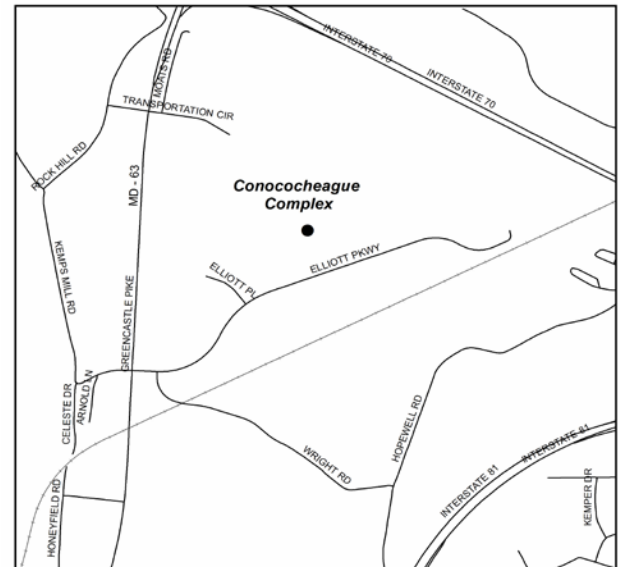 INTERSTATE 70
INTERSTATE 70
MOATS RD
TRANSPORTATION CIR
ROCK HILL RD
MD - 63
Conococheague
Complex
KEMPS MILL RD
ELLIOTT PKWY
ELLIOTT PL
GREENCASTLE PIKE
CELESTE DR
ARNOLD LN
HOPEWELL RD
WRIGHT RD
INTERSTATE 81
INTERSTATE 81
KEMPER DR
HONEYFIELD RD